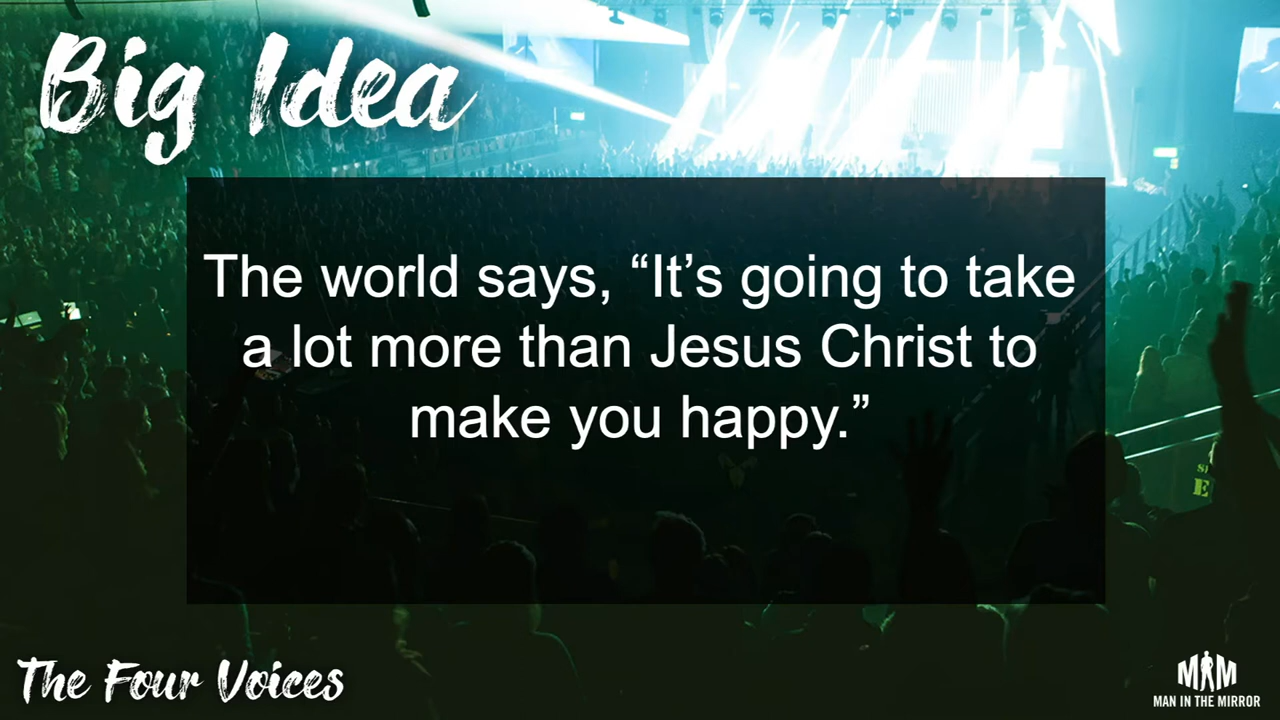 Big Idea
The world says, “It’s going to take
a lot more than Jesus Christ to
make you happy.”
The Four Voices
MIM
MAN IN THE MIRROR